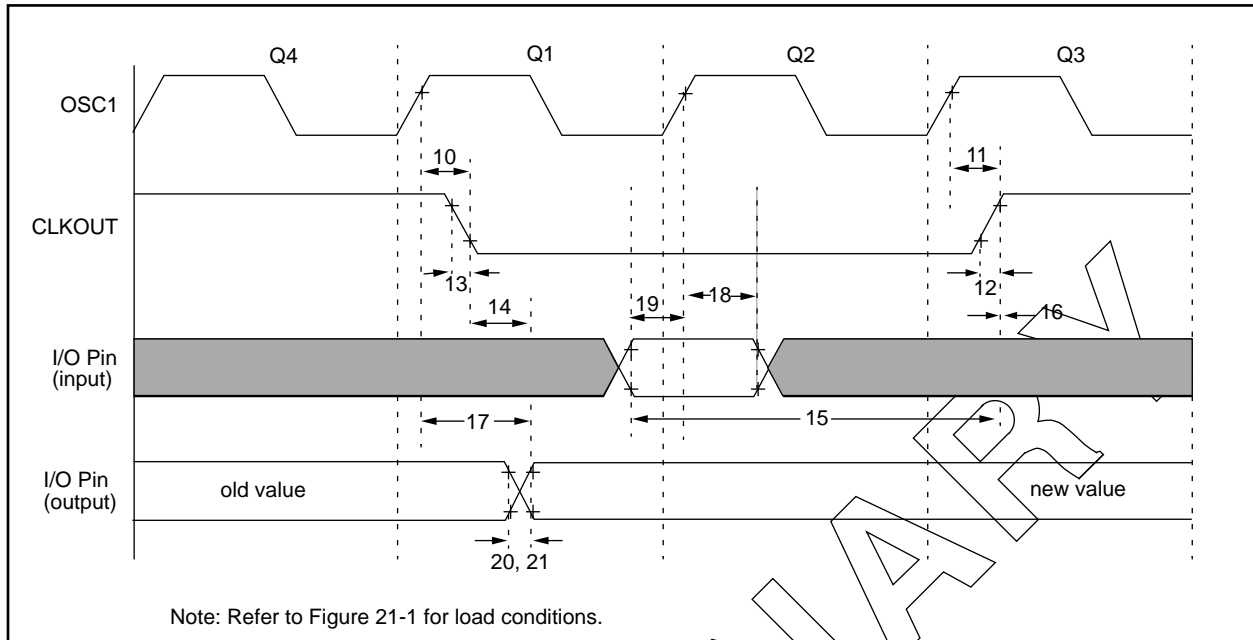 Q4 Q1 Q2 Q3
OSC1
10 11
CLKOUT
13 12
14 19 18 16
I/O Pin
(input)
17 15
I/O Pin
(output)
old value new value
20, 21
Note: Refer to Figure 21-1 for load conditions.